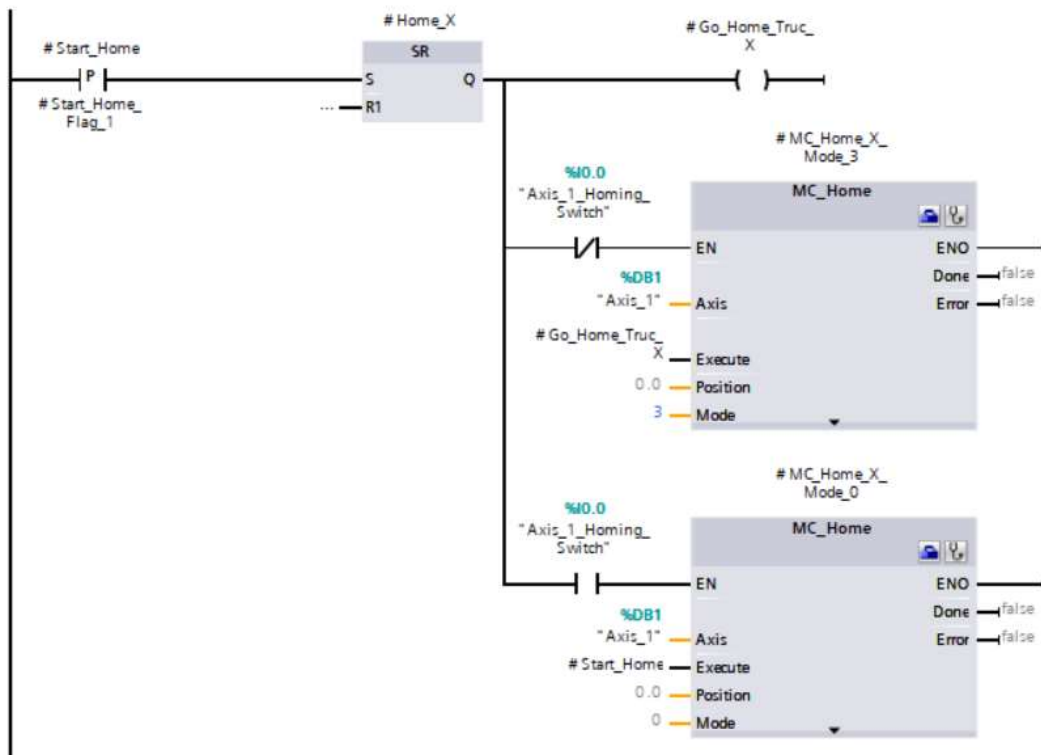 # Home_X
# Start_Home
SR
# Go_Home_Truc_
X
P
S
Q
# Start_Home_
Flag_1
...
R1
# MC_Home_X_
Mode_3
%I0.0
"Axis_1_Homing_
Switch"
MC_Home
EN
ENO
%DB1
"Axis_1"
Axis
Done
false
Error
false
# Go_Home_Truc_
X
Execute
0.0
Position
3
Mode
# MC_Home_X_
Mode_0
%I0.0
"Axis_1_Homing_
Switch"
MC_Home
EN
ENO
%DB1
"Axis_1"
Axis
Done
false
Error
false
# Start_Home
Execute
0.0
Position
0
Mode